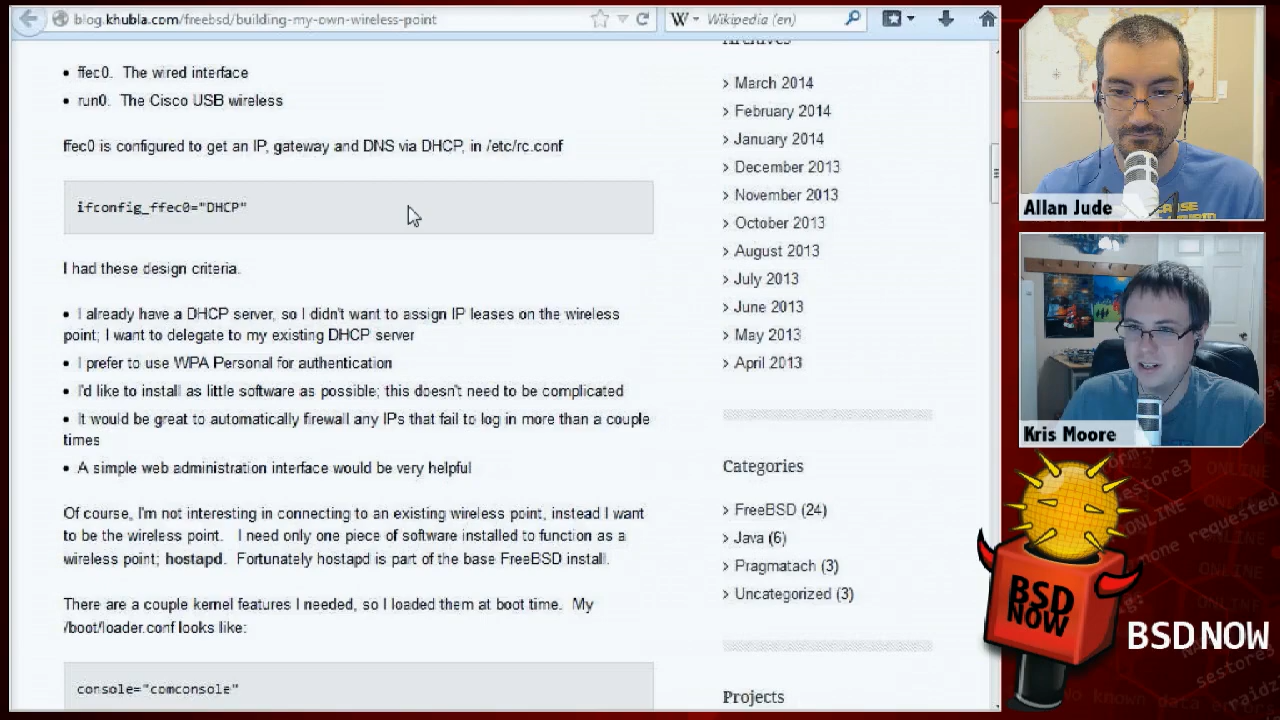 blog.khubla.com/freebsd/building-my-own-wireless-point
Wikipedia (en)
• ffec0. The wired interface
• run0. The Cisco USB wireless
ffec0 is configured to get an IP, gateway and DNS via DHCP, in /etc/rc.conf
ifconfig_ffec0="DHCP"
I had these design criteria.
• I already have a DHCP server, so I didn't want to assign IP leases on the wireless
point; I want to delegate to my existing DHCP server
• I prefer to use WPA Personal for authentication
• I'd like to install as little software as possible; this doesn't need to be complicated
• It would be great to automatically firewall any IPs that fail to log in more than a couple
times
• A simple web administration interface would be very helpful
Of course, I'm not interesting in connecting to an existing wireless point, instead I want
to be the wireless point. I need only one piece of software installed to function as a
wireless point; hostapd. Fortunately hostapd is part of the base FreeBSD install.
There are a couple kernel features I needed, so I loaded them at boot time. My
/boot/loader.conf looks like:
console="comconsole"
Archives
> March 2014
> February 2014
> January 2014
> December 2013
> November 2013
> October 2013
> August 2013
> July 2013
> June 2013
> May 2013
> April 2013
Categories
> FreeBSD (24)
> Java (6)
> Pragmatach (3)
> Uncategorized (3)
Projects
Allan Jude
Kris Moore
BSD
NOW
BSD NOW